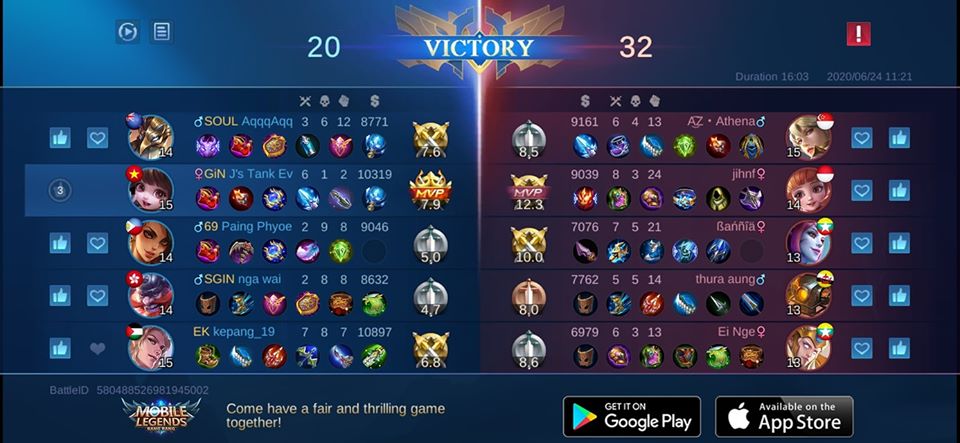 20 VICTORY 32
Duration 16:03 2020/06/24 11:21
SOUL AqqqAqq 3 6 12 8771
14 7.6
9161 6 4 13 AZ・Athena
8,5 15
3 GiN J's Tank Ev 6 1 2 10319
15 MVP 7.9
9039 8 3 24 jihnf
MVP 12.3 14
69 Paing Phyoe 2 9 8 9046
14 5,0
7076 7 5 21 ßaññïä
10.0 13
SGIN nga wai 2 8 8 8632
14 4,7
7762 5 5 14 thura aung
8,0 13
EK kepang_19 7 8 7 10897
15 6.8
6979 6 3 13 Ei Nge
8,6 13
BattleID 580488526981945002
MOBILE LEGENDS BANG BANG
Come have a fair and thrilling game
together!
GET IT ON
Google Play
Available on the
App Store